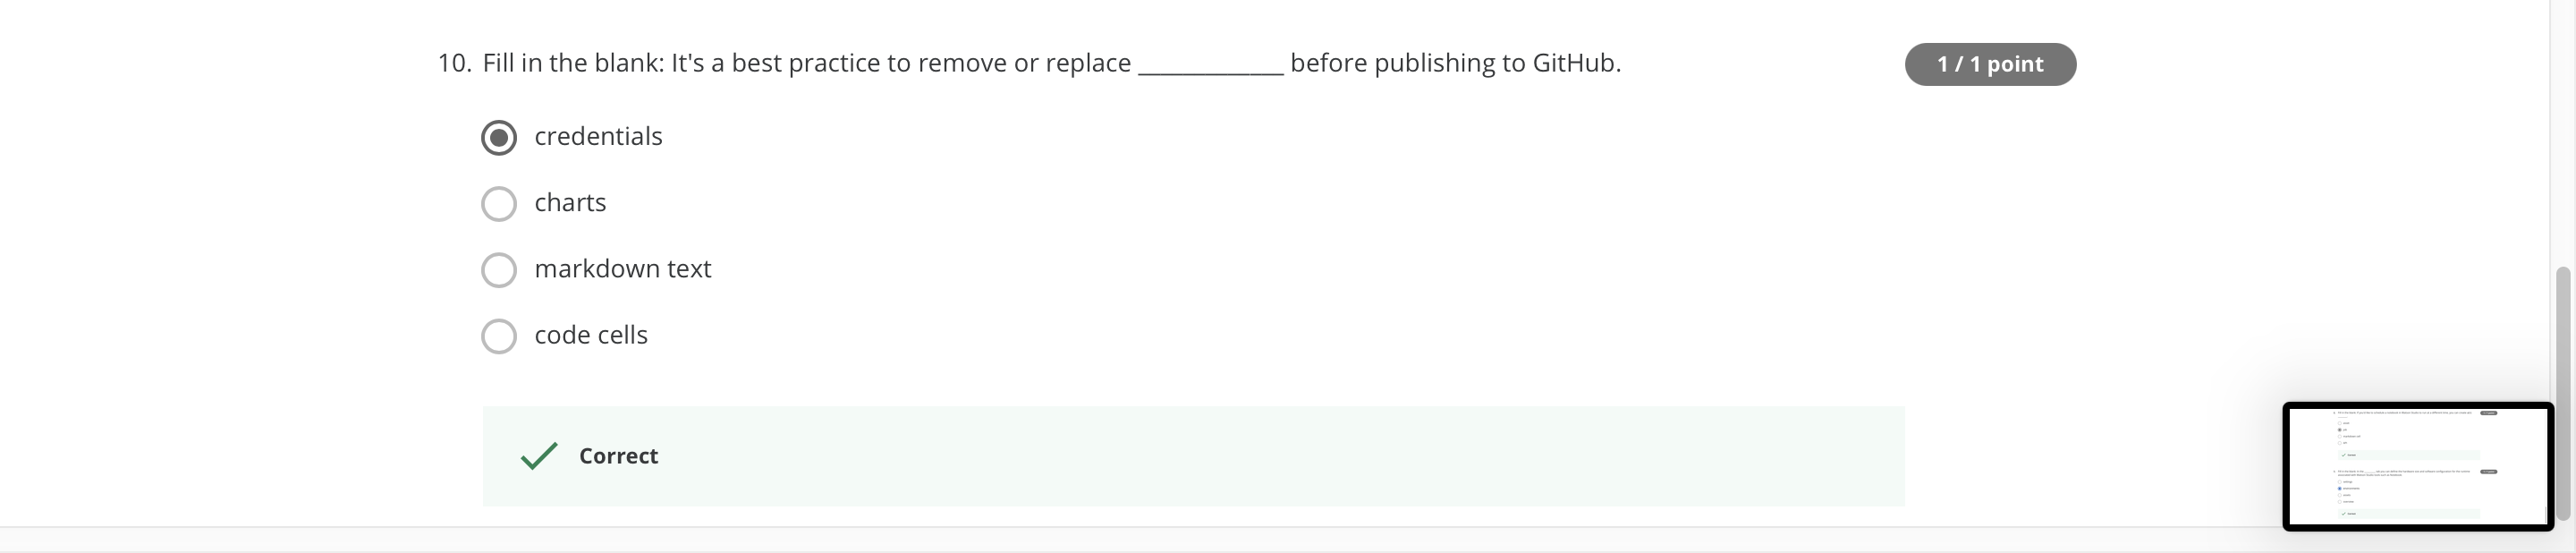 10. Fill in the blank: It's a best practice to remove or replace _____________ before publishing to GitHub.
1 / 1 point
credentials
charts
markdown text
code cells
Correct